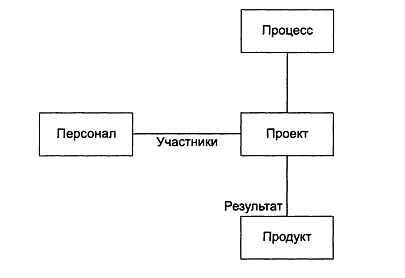 Процесс
Персонал
Участники
Проект
Результат
Продукт